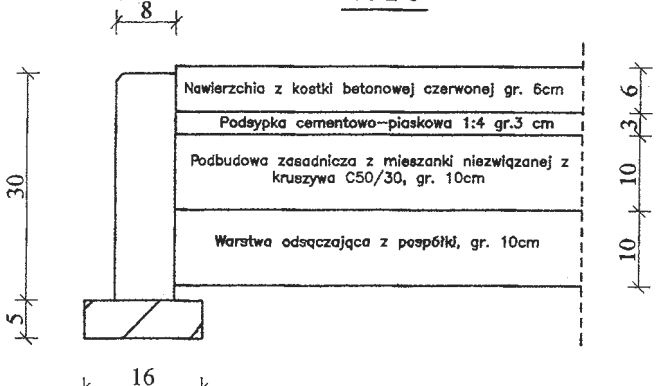 8
Nawierzchnia z kostki betonowej czerwonej gr. 6cm
6
Podsypka cementowo-piaskowa 1:4 gr.3 cm
3
30
Podbudowa zasadnicza z mieszanki niezwiązanej z
kruszywa C50/30, gr. 10cm
10
Warstwa odsączająca z pospółki, gr. 10cm
10
5
16